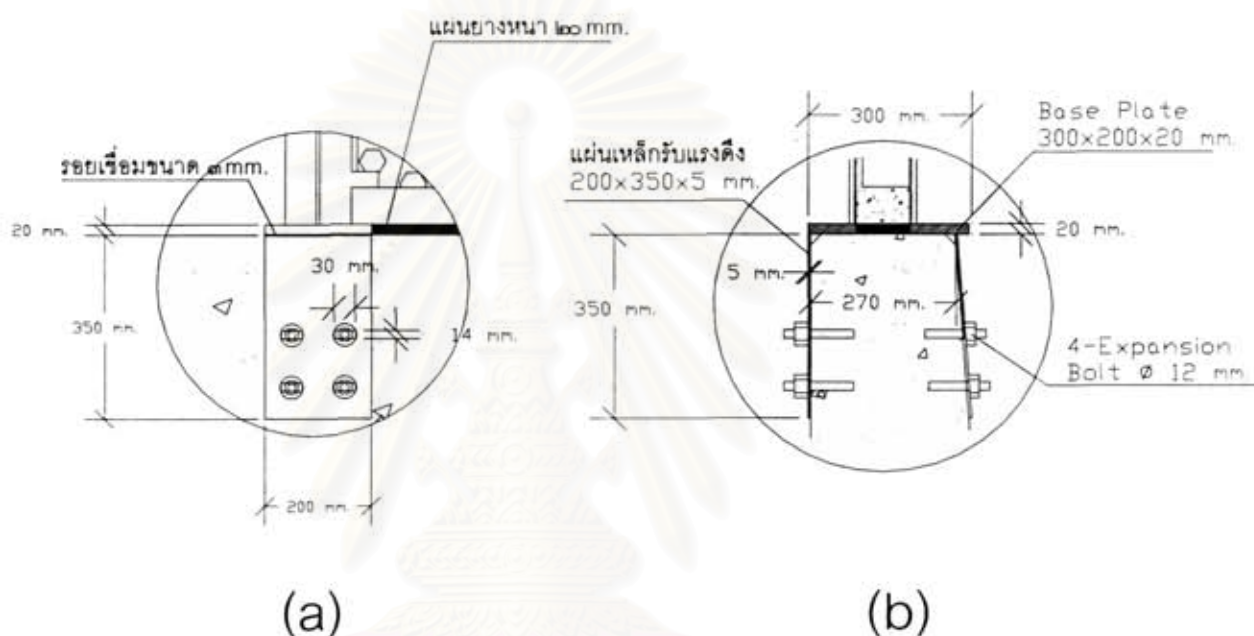 แผ่นยางหนา ๒๐ mm.
รอยเชื่อมขนาด ๓ mm.
20 mm.
30 mm.
350 mm.
14 mm.
200 mm.
(a)
300 mm.
Base Plate
300x200x20 mm.
แผ่นเหล็กรับแรงดึง
200x350x5 mm.
20 mm.
5 mm.
270 mm.
350 mm.
4-Expansion
Bolt Ø 12 mm.
(b)